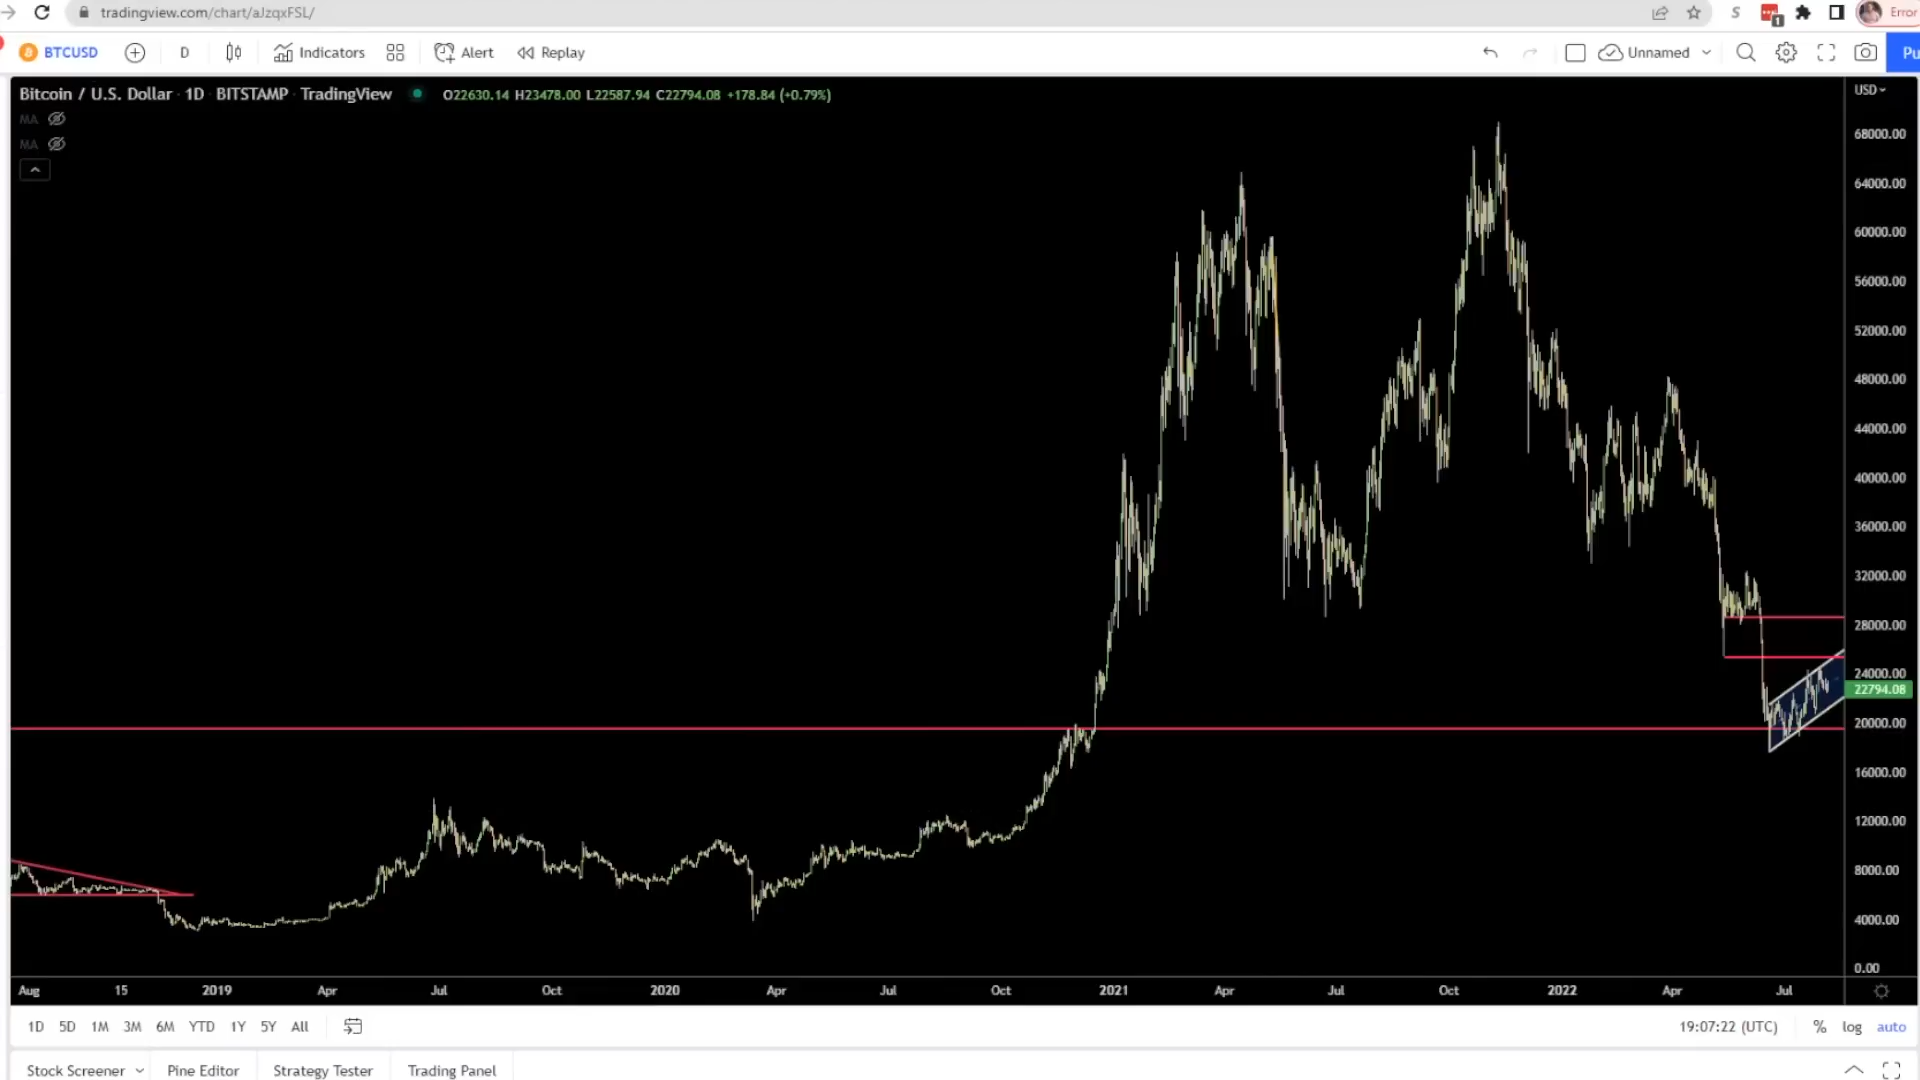 tradingview.com/chart/aJzqxFSL/
S
1
Error
BTCUSD
D
Indicators
Alert
Replay
Unnamed
Pu
Bitcoin / U.S. Dollar · 1D · BITSTAMP · TradingView
O22630.14 H23478.00 L22587.94 C22794.08 +178.84 (+0.79%)
USD
MA
MA
68000.00
64000.00
60000.00
56000.00
52000.00
48000.00
44000.00
40000.00
36000.00
32000.00
28000.00
24000.00
22794.08
20000.00
16000.00
12000.00
8000.00
4000.00
0.00
Aug 15 2019 Apr Jul Oct 2020 Apr Jul Oct 2021 Apr Jul Oct 2022 Apr Jul
1D 5D 1M 3M 6M YTD 1Y 5Y All
19:07:22 (UTC) % log auto
Stock Screener Pine Editor Strategy Tester Trading Panel